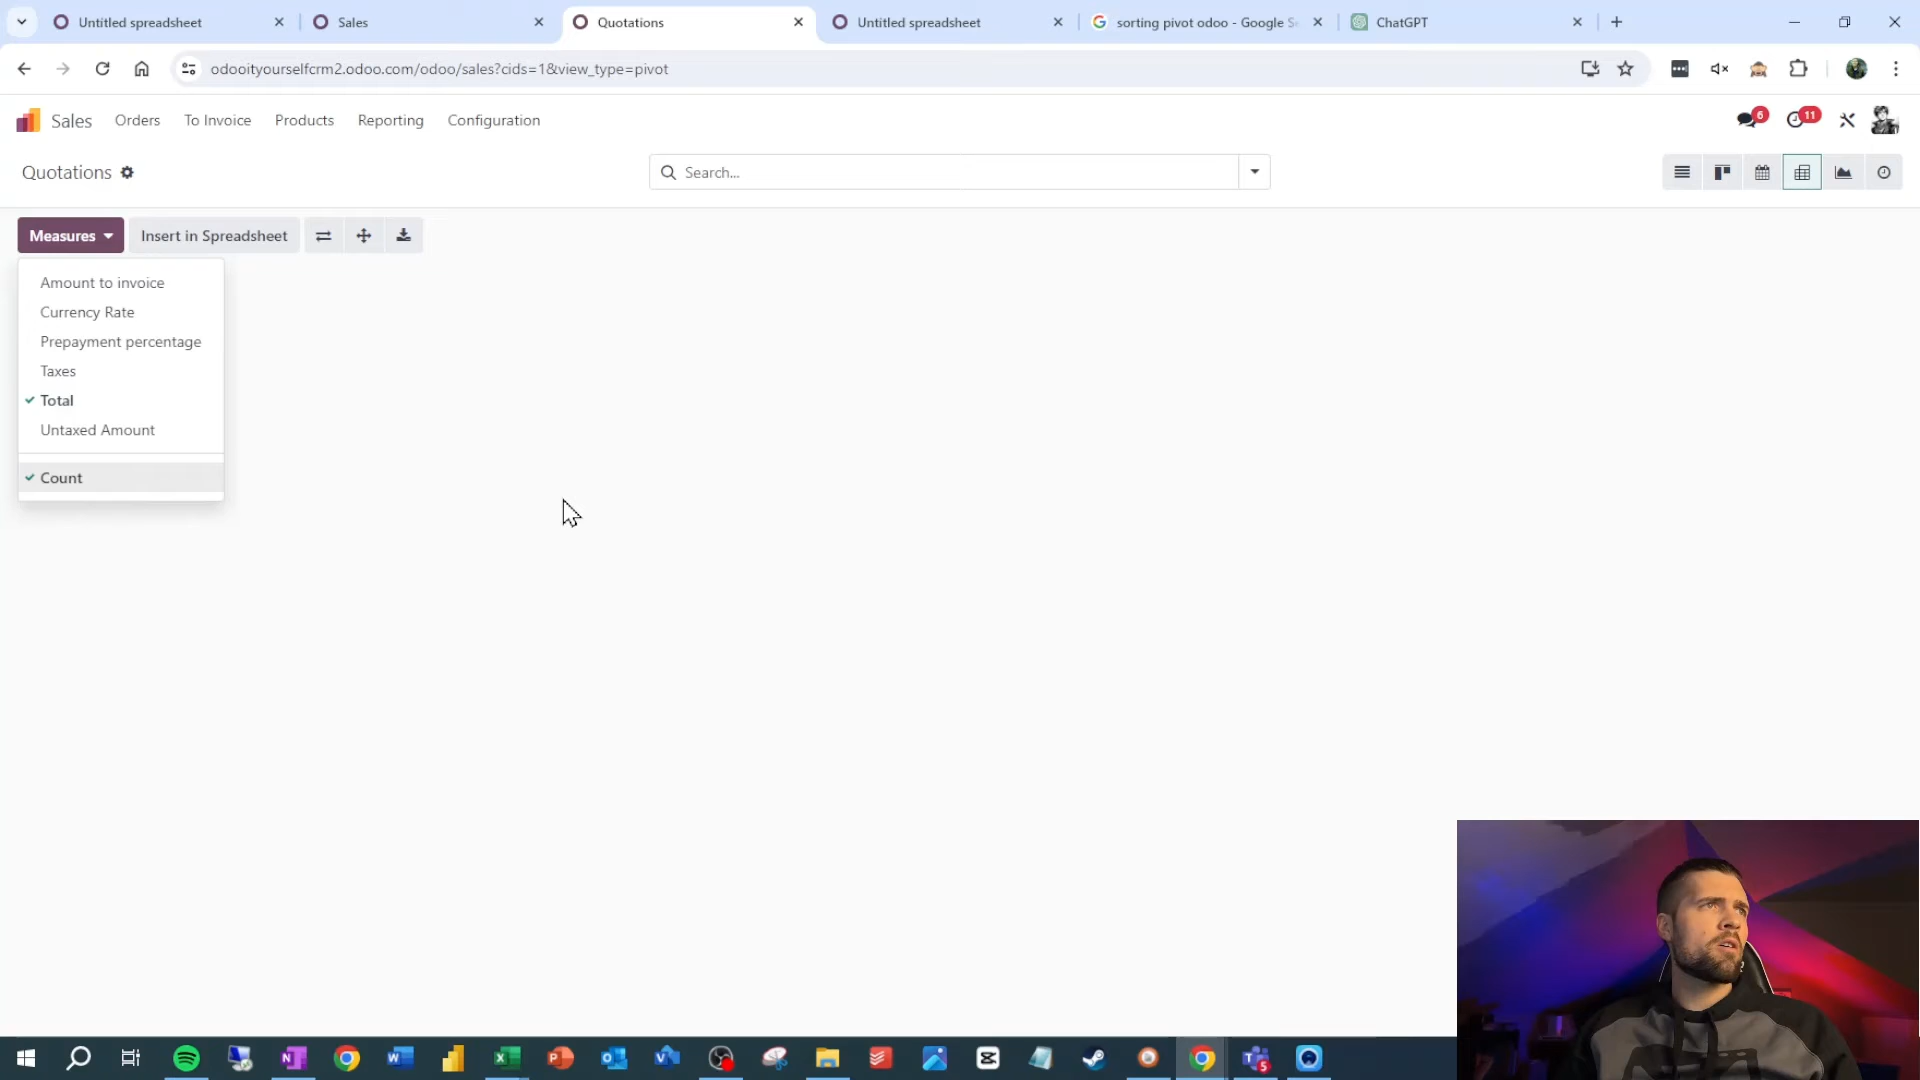 Untitled spreadsheet
Sales
Quotations
Untitled spreadsheet
sorting pivot odoo - Google S
ChatGPT
odooityourselfcrm2.odoo.com/odoo/sales?cids=1&view_type=pivot
Sales
Orders
To Invoice
Products
Reporting
Configuration
6
11
Quotations
Search...
Measures
Insert in Spreadsheet
Amount to invoice
Currency Rate
Prepayment percentage
Taxes
Total
Untaxed Amount
Count
5